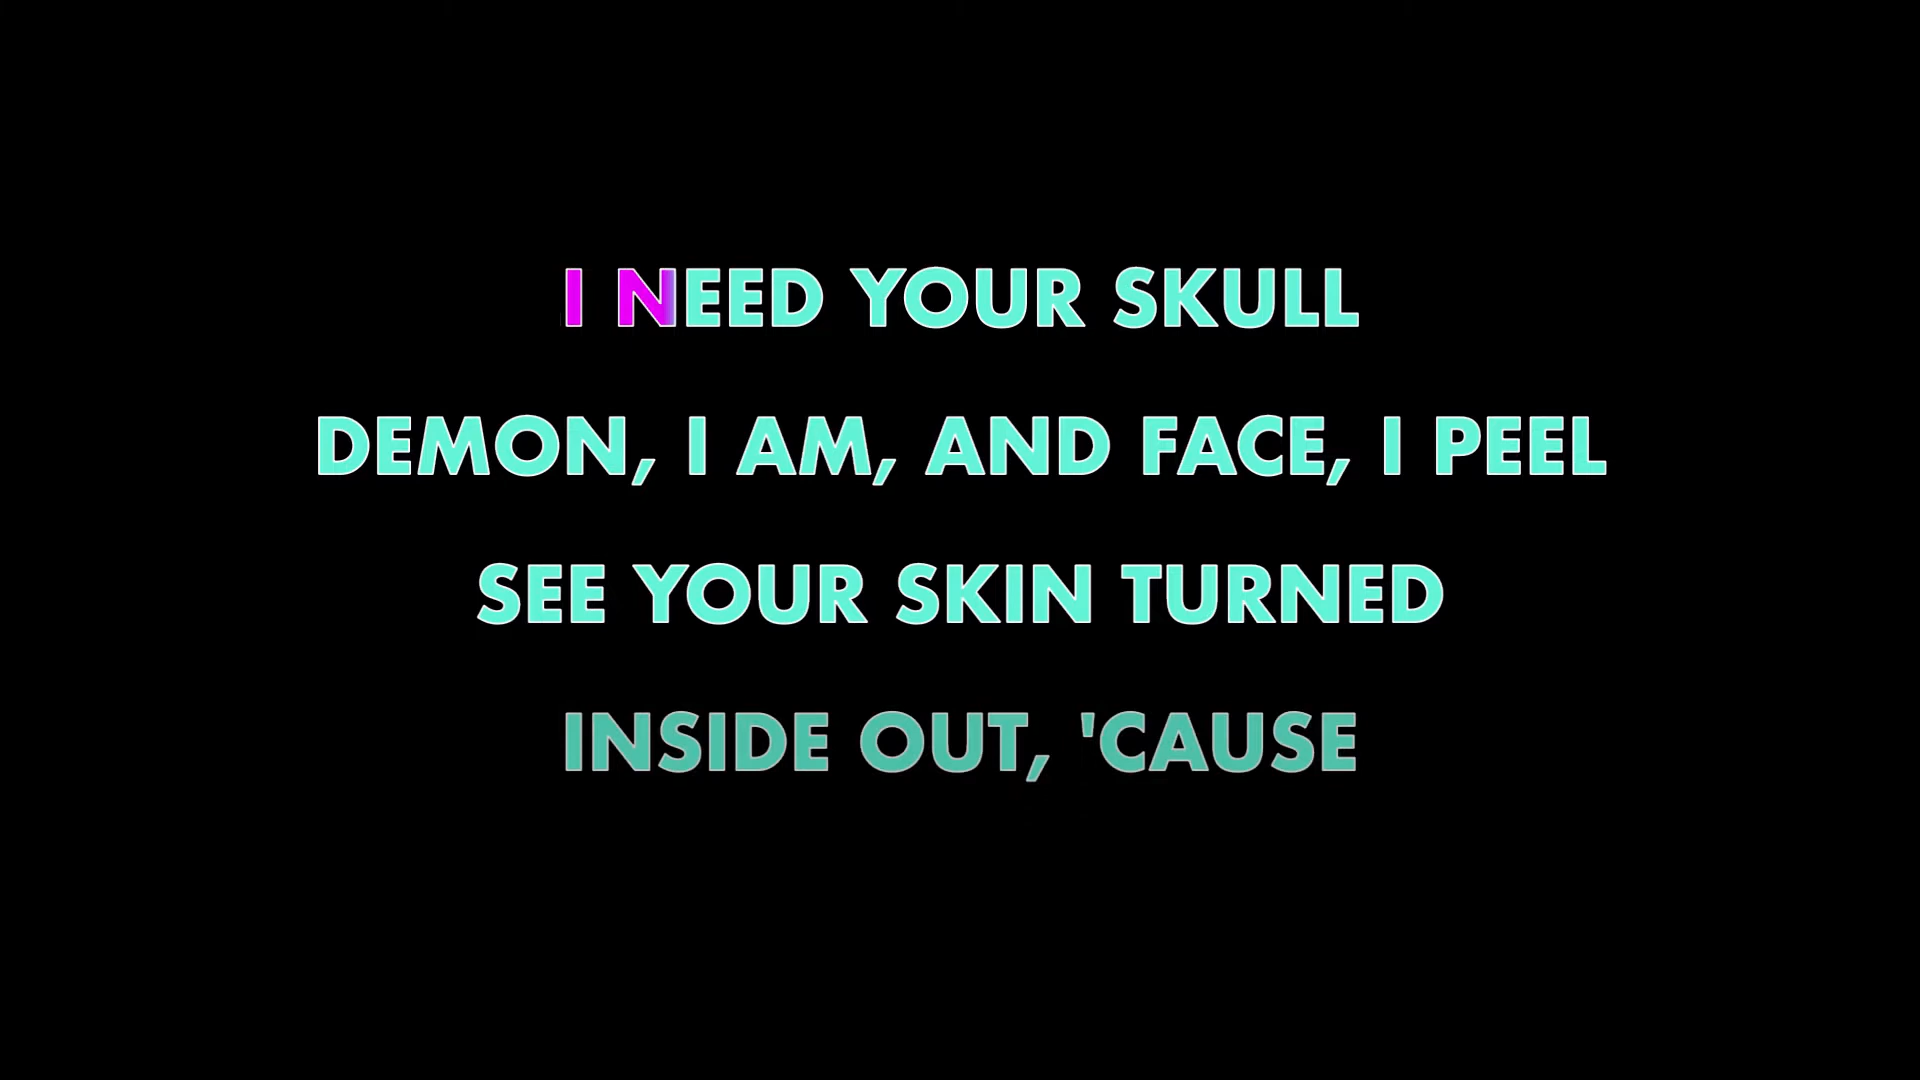 I NEED YOUR SKULL
DEMON, I AM, AND FACE, I PEEL
SEE YOUR SKIN TURNED
INSIDE OUT, 'CAUSE